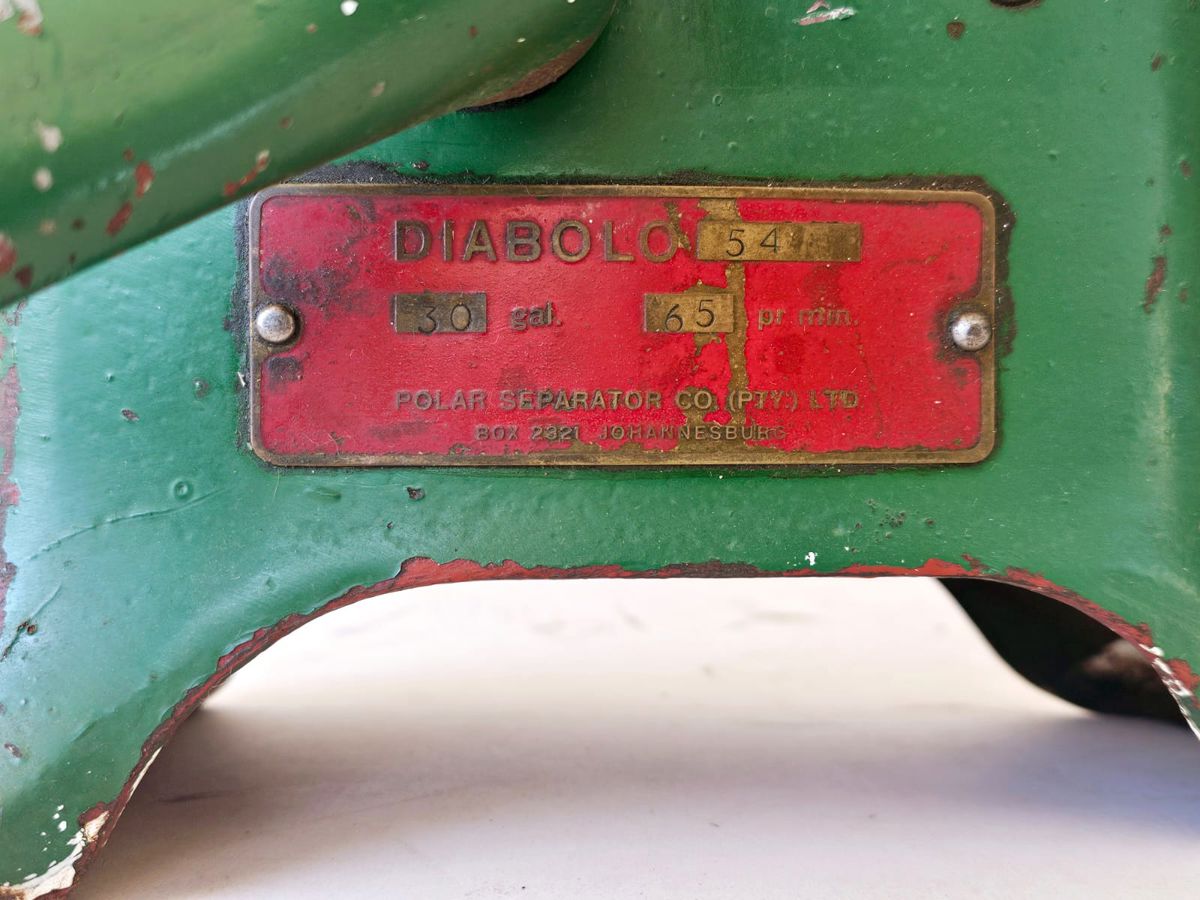 DIABOLO 54
30 gal. 65 pr min.
POLAR SEPARATOR CO. (PTY.) LTD
BOX 2321 JOHANNESBURG